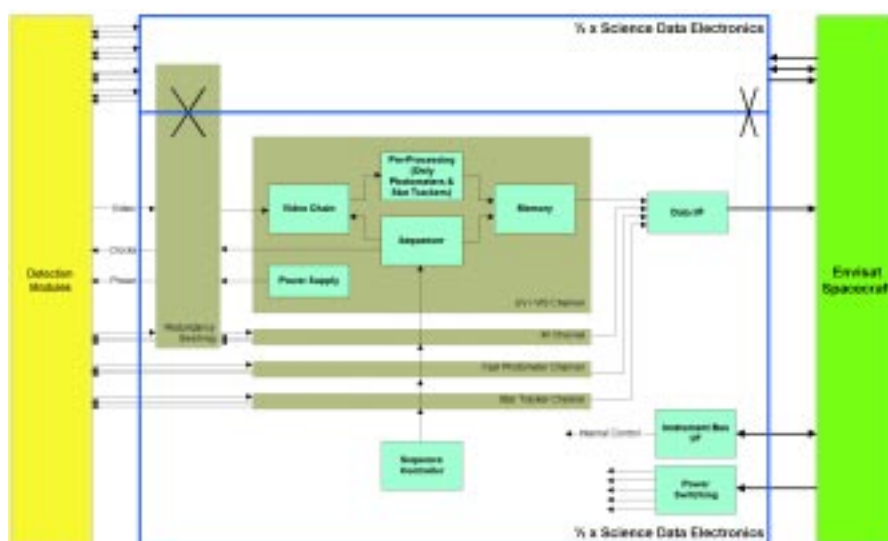 ½ x Science Data Electronics
Pre-Processing
(Only
Photometers &
Star Trackers)
Video Chain
Memory
Data I/F
Video
Sequencer
Clocks
Detection
Modules
Power
Power Supply
Envisat
Spacecraft
UV / VIS Channel
Redundancy
Switching
IR Channel
Fast Photometer Channel
Star Tracker Channel
Internal Control
Instrument Bus
I/F
Sequence
Controller
Power
Switching
½ x Science Data Electronics